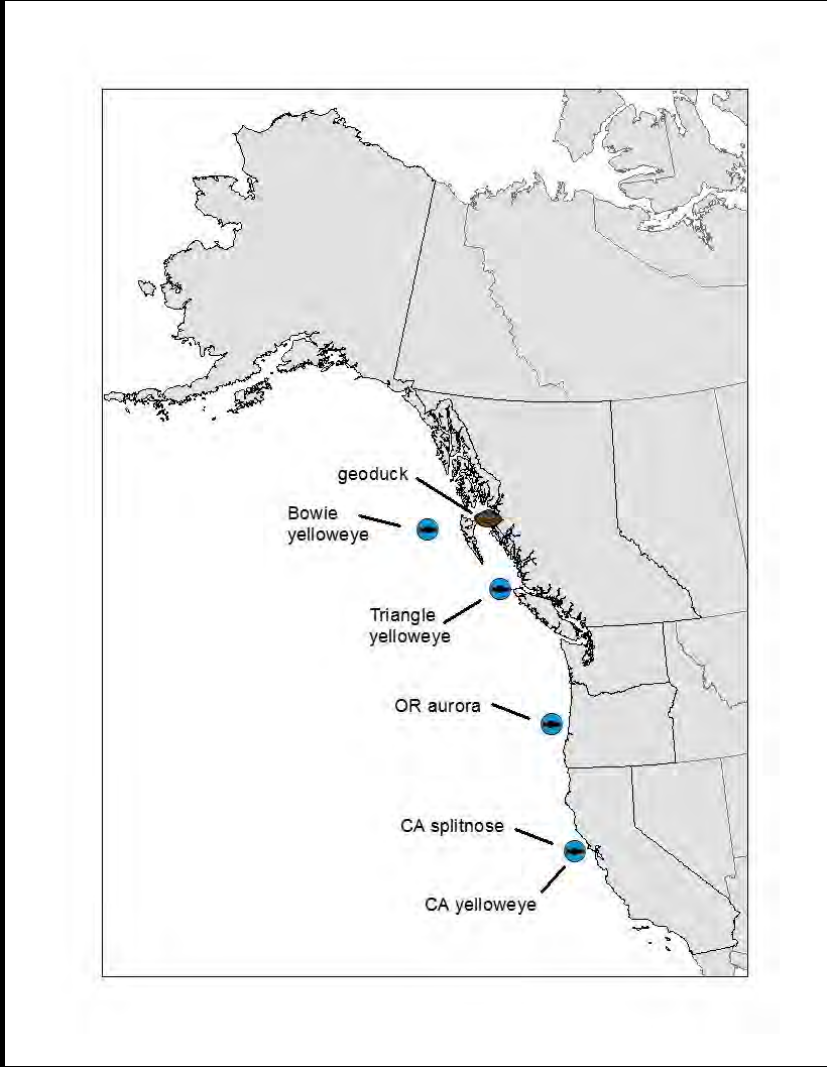 geoduck
Bowie
yelloweye
Triangle
yelloweye
OR aurora
CA splitnose
CA yelloweye